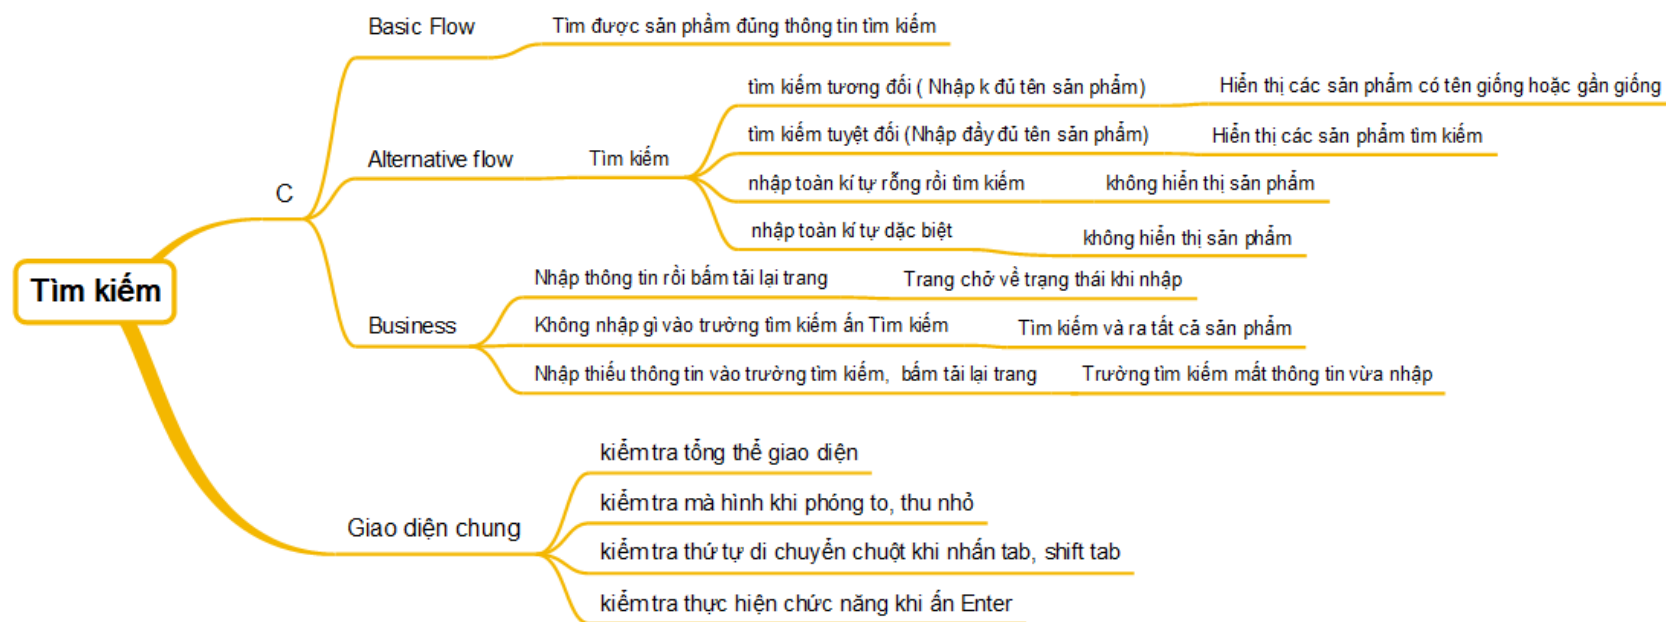 Basic Flow
Tìm được sản phẩm đúng thông tin tìm kiếm
tìm kiếm tương đối ( Nhập k đủ tên sản phẩm)
Hiển thị các sản phẩm có tên giống hoặc gần giống
tìm kiếm tuyệt đối (Nhập đầy đủ tên sản phẩm)
Hiển thị các sản phẩm tìm kiếm
Alternative flow
Tìm kiếm
nhập toàn kí tự rỗng rồi tìm kiếm
không hiển thị sản phẩm
C
nhập toàn kí tự dặc biệt
không hiển thị sản phẩm
Tìm kiếm
Nhập thông tin rồi bấm tải lại trang
Trang chở về trạng thái khi nhập
Business
Không nhập gì vào trường tìm kiếm ấn Tìm kiếm
Tìm kiếm và ra tất cả sản phẩm
Nhập thiếu thông tin vào trường tìm kiếm, bấm tải lại trang
Trường tìm kiếm mất thông tin vừa nhập
kiểm tra tổng thể giao diện
kiểm tra mà hình khi phóng to, thu nhỏ
Giao diện chung
kiểm tra thứ tự di chuyển chuột khi nhấn tab, shift tab
kiểm tra thực hiện chức năng khi ấn Enter